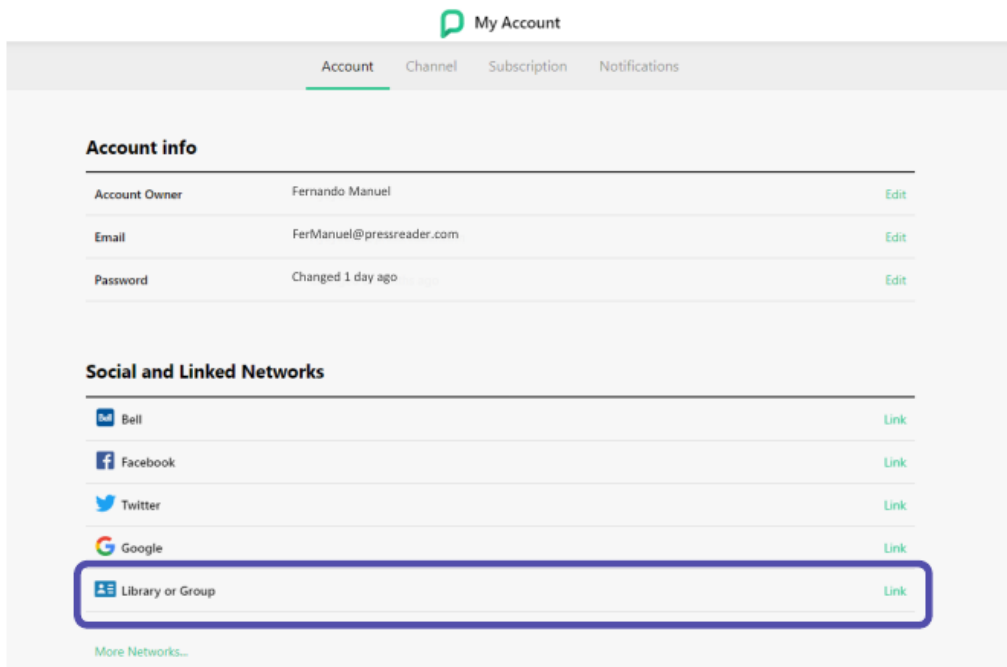 My Account
Account Channel Subscription Notifications
Account info
Account Owner Fernando Manuel Edit
Email FerManuel@pressreader.com Edit
Password Changed 1 day ago Edit
Social and Linked Networks
Bell Bell Link
Facebook Link
Twitter Link
Google Link
Library or Group Link
More Networks...